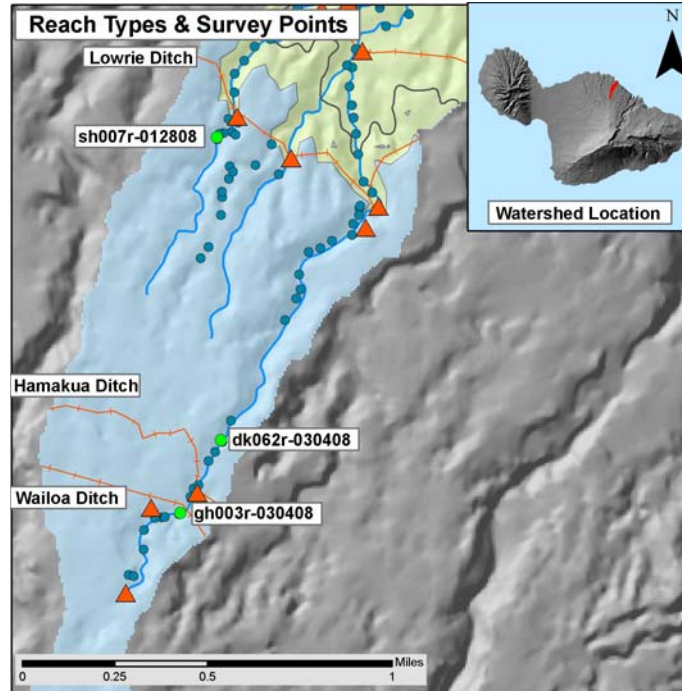 Reach Types & Survey Points
N
Lowrie Ditch
sh007r-012808
Watershed Location
Hamakua Ditch
dk062r-030408
Wailoa Ditch
gh003r-030408
Miles
0 0.25 0.5 1